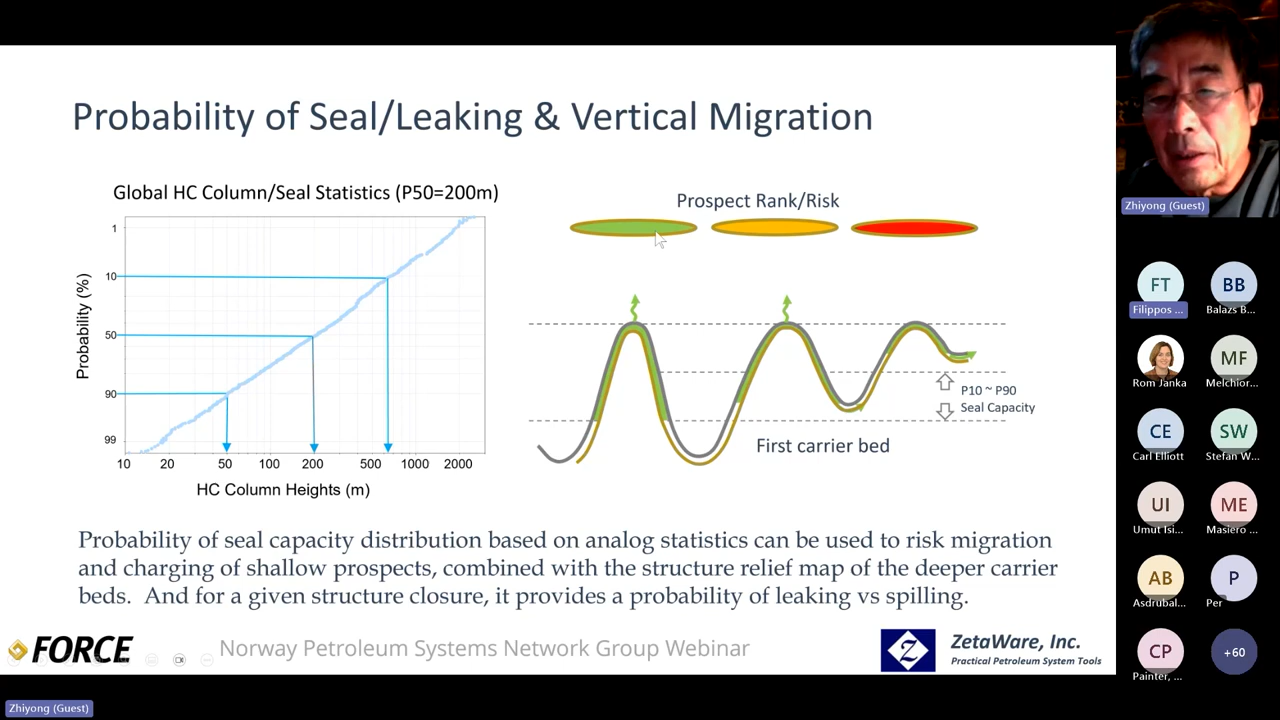 Probability of Seal/Leaking & Vertical Migration
Global HC Column/Seal Statistics (P50=200m)
Probability (%)
1
10
50
90
99
10 20 50 100 200 500 1000 2000
HC Column Heights (m)
Prospect Rank/Risk
P10 ~ P90
Seal Capacity
First carrier bed
Probability of seal capacity distribution based on analog statistics can be used to risk migration
and charging of shallow prospects, combined with the structure relief map of the deeper carrier
beds. And for a given structure closure, it provides a probability of leaking vs spilling.
FORCE
Norway Petroleum Systems Network Group Webinar
Z
ZetaWare, Inc.
Practical Petroleum System Tools
Zhiyong (Guest)
Zhiyong (Guest)
FT
BB
Filippos ...
Balazs B...
MF
Rom Janka
Melchior...
CE
SW
Carl Elliott
Stefan W...
UI
ME
Umut Isi...
Masiero ...
AB
P
Asdrubal...
Per
CP
+60
Painter, ...